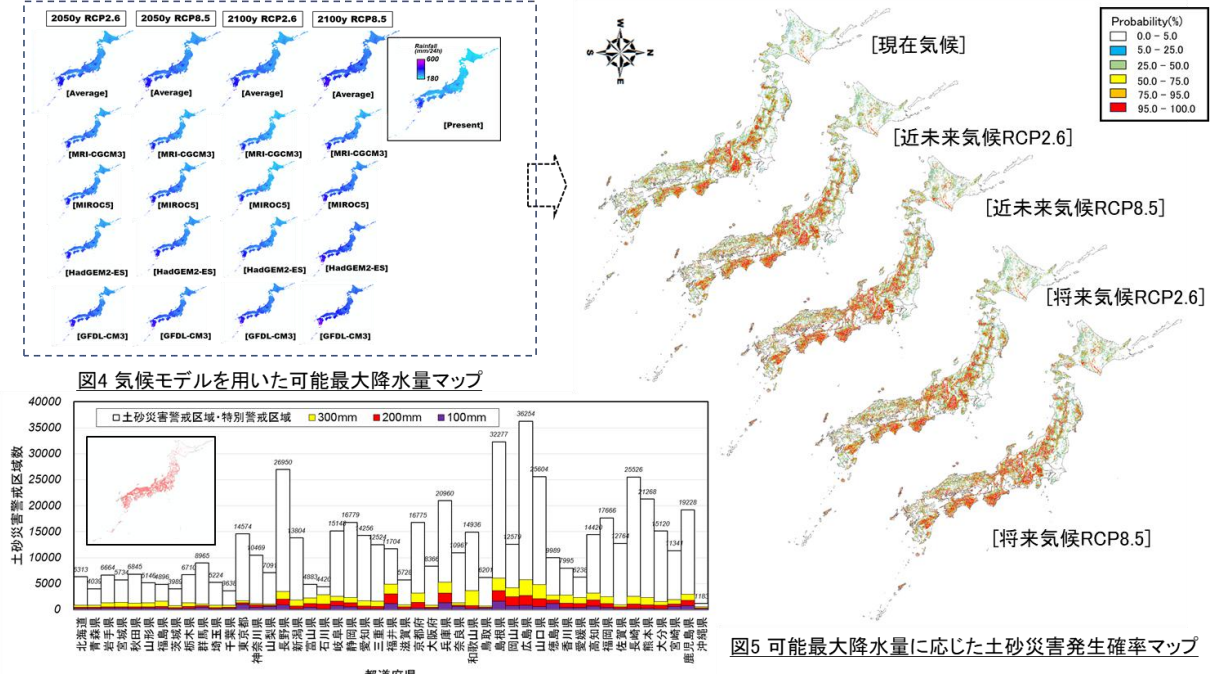 2050y RCP2.6
2050y RCP8.5
2100y RCP2.6
2100y RCP8.5
[Average]
[Average]
[Average]
[Average]
[MRI-CGCM3]
[MRI-CGCM3]
[MRI-CGCM3]
[MRI-CGCM3]
[MIROC5]
[MIROC5]
[MIROC5]
[MIROC5]
[HadGEM2-ES]
[HadGEM2-ES]
[HadGEM2-ES]
[HadGEM2-ES]
[GFDL-CM3]
[GFDL-CM3]
[GFDL-CM3]
[GFDL-CM3]
Rainfall
(mm/24h)
600
180
[Present]
図4 気候モデルを用いた可能最大降水量マップ
W
S
N
E
Probability(%)
0.0 - 5.0
5.0 - 25.0
25.0 - 50.0
50.0 - 75.0
75.0 - 95.0
95.0 - 100.0
[現在気候]
[近未来気候RCP2.6]
[近未来気候RCP8.5]
[将来気候RCP2.6]
[将来気候RCP8.5]
図5 可能最大降水量に応じた土砂災害発生確率マップ
土砂災害警戒区域・特別警戒区域
300mm
200mm
100mm
土砂災害警戒区域数
40000
35000
30000
25000
20000
15000
10000
5000
0
6313
4039
6664
5734
6845
5146
4896
3989
6710
8965
5224
3638
14574
10469
7091
26950
13804
4883
4420
15148
16779
14256
12524
11704
5720
16775
8366
20960
10967
14936
6201
32277
12579
36254
25604
9989
7995
6238
14420
17666
12764
25526
21268
15120
11341
19228
1183
北海道
青森県
岩手県
宮城県
秋田県
山形県
福島県
茨城県
栃木県
群馬県
埼玉県
千葉県
東京都
神奈川県
山梨県
長野県
新潟県
富山県
石川県
岐阜県
静岡県
愛知県
三重県
福井県
滋賀県
京都府
大阪府
兵庫県
奈良県
和歌山県
鳥取県
島根県
岡山県
広島県
山口県
徳島県
香川県
愛媛県
高知県
福岡県
佐賀県
長崎県
熊本県
大分県
宮崎県
鹿児島県
沖縄県